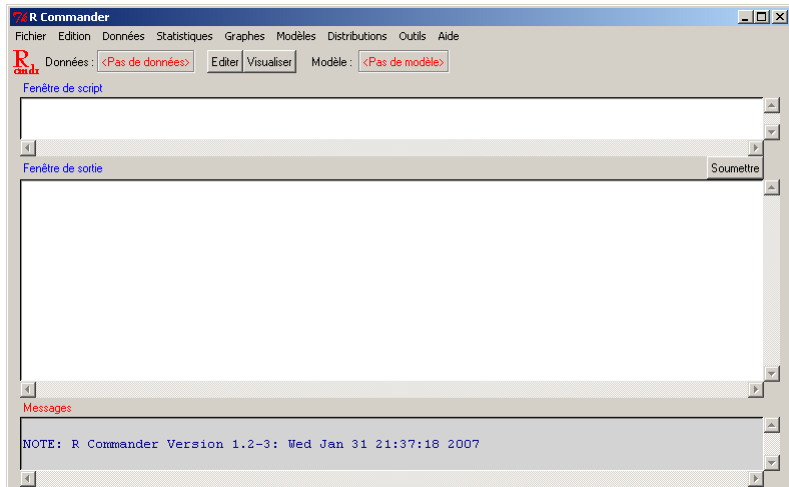 R Commander
Fichier Edition Données Statistiques Graphes Modèles Distributions Outils Aide
R cmdr Données : <Pas de données> Editer Visualiser Modèle : <Pas de modèle>
Fenêtre de script
Fenêtre de sortie Soumettre
Messages
NOTE: R Commander Version 1.2-3: Wed Jan 31 21:37:18 2007